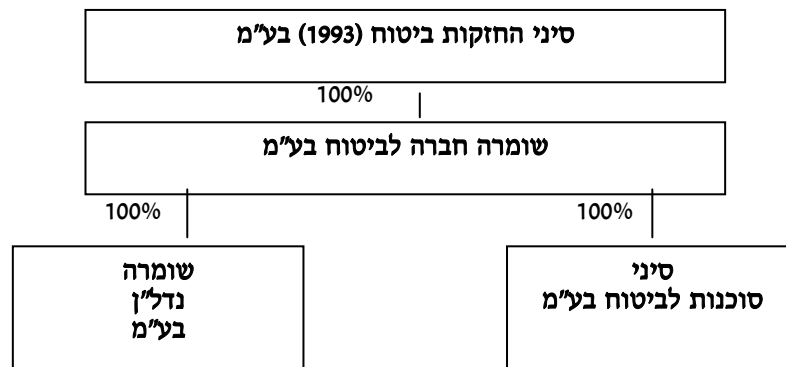 סיני החזקות ביטוח (1993) בע"מ
100%
שומרה חברה לביטוח בע"מ
100%
100%
סיני
סוכנות לביטוח בע"מ
שומרה
נדל"ן
בע"מ